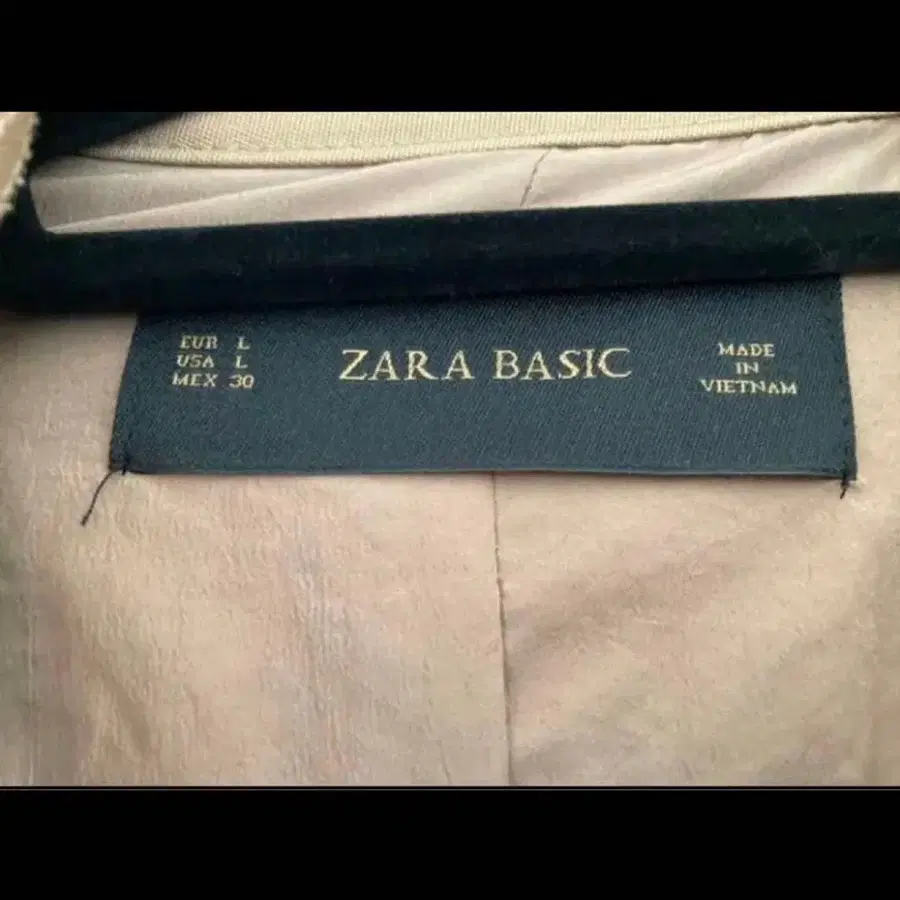 EUR L
USA L
MEX 30
ZARA BASIC
MADE
IN
VIETNAM